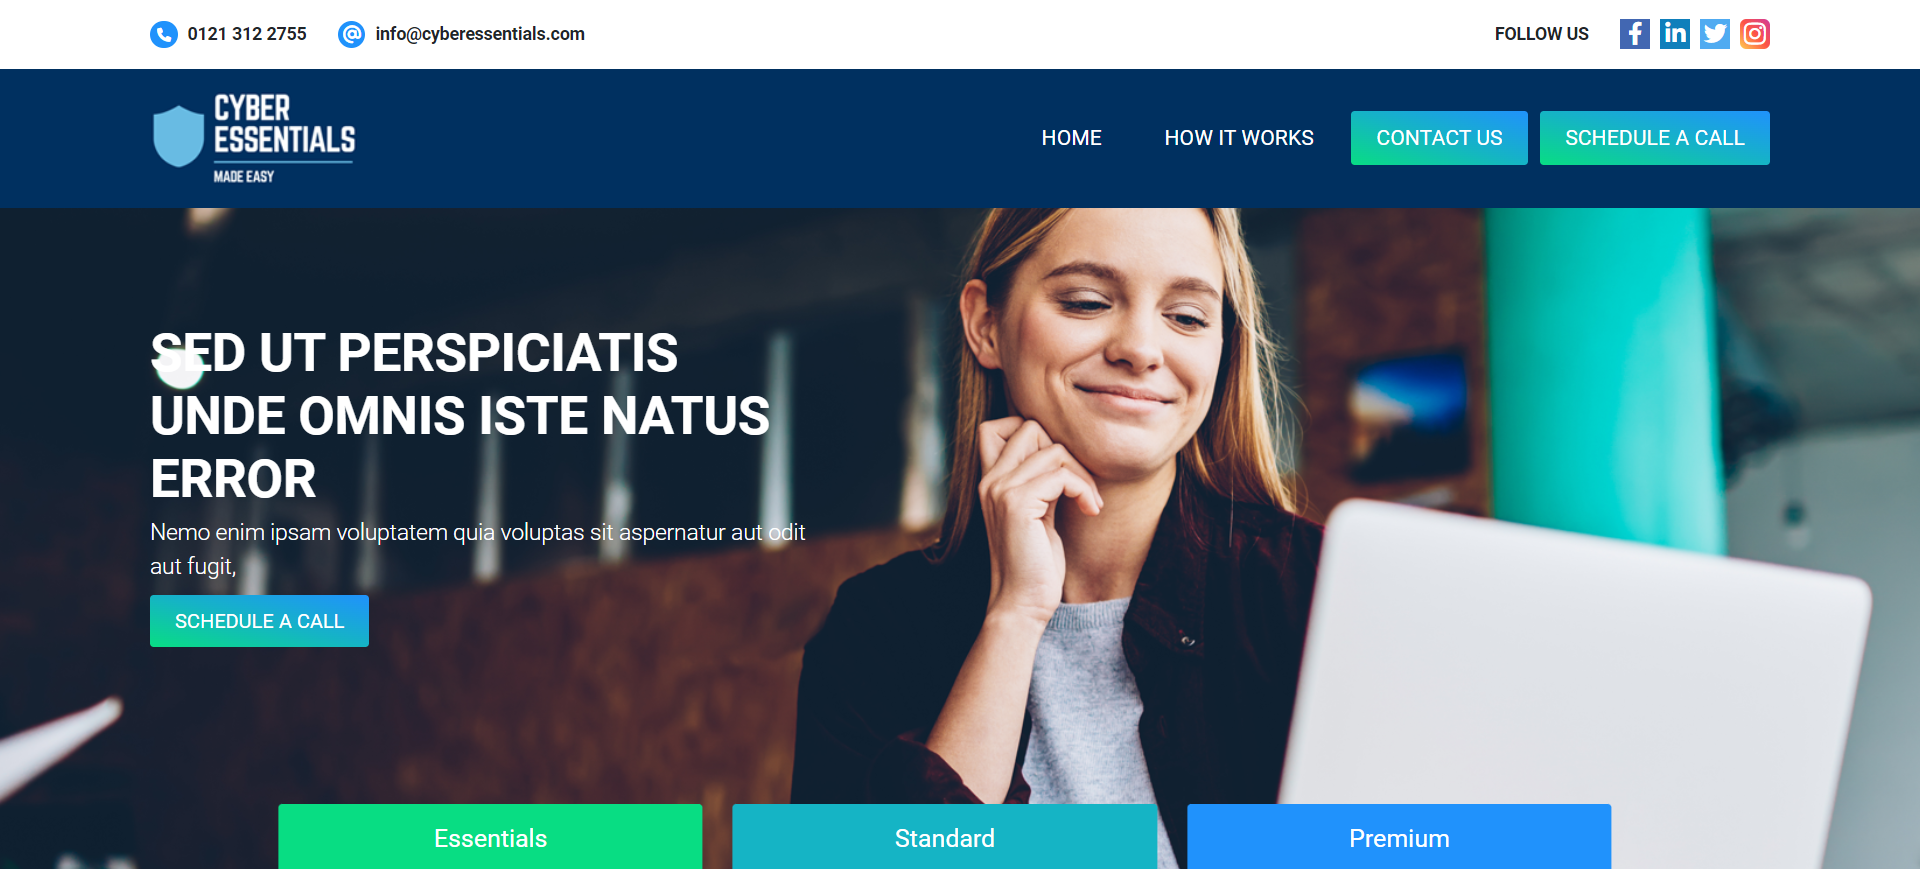 0121 312 2755
info@cyberessentials.com
FOLLOW US
CYBER
ESSENTIALS
MADE EASY
HOME
HOW IT WORKS
CONTACT US
SCHEDULE A CALL
SED UT PERSPICIATIS
UNDE OMNIS ISTE NATUS
ERROR
Nemo enim ipsam voluptatem quia voluptas sit aspernatur aut odit
aut fugit,
SCHEDULE A CALL
Essentials
Standard
Premium